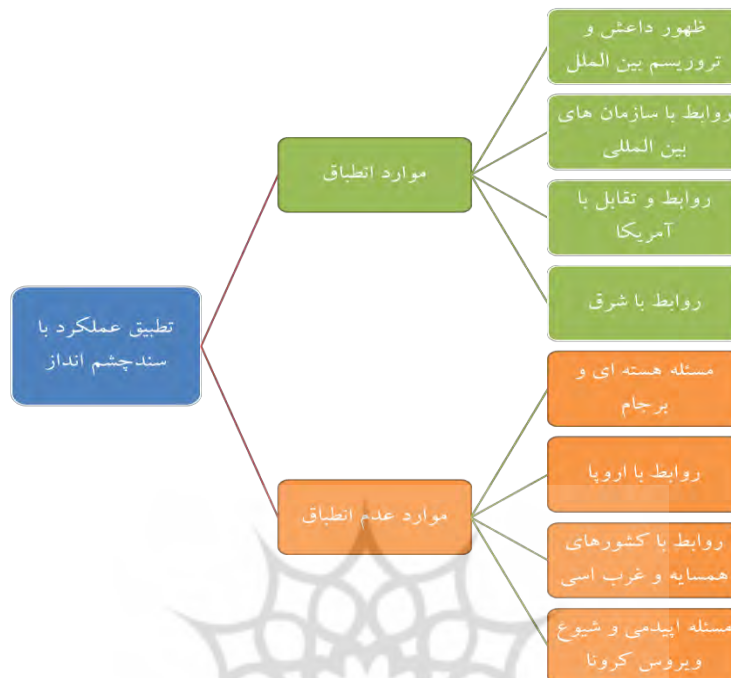 تطبیق عملکرد با
سندچشم انداز
موارد انطباق
ظهور داعش و
تروریسم بین الملل
روابط با سازمان های
بین المللی
روابط و تقابل با
آمریکا
روابط با شرق
موارد عدم انطباق
مسئله هسته ای و
برجام
روابط با اروپا
روابط با کشورهای
همسایه و غرب اسی
مسئله اپیدمی و شیوع
ویروس کرونا